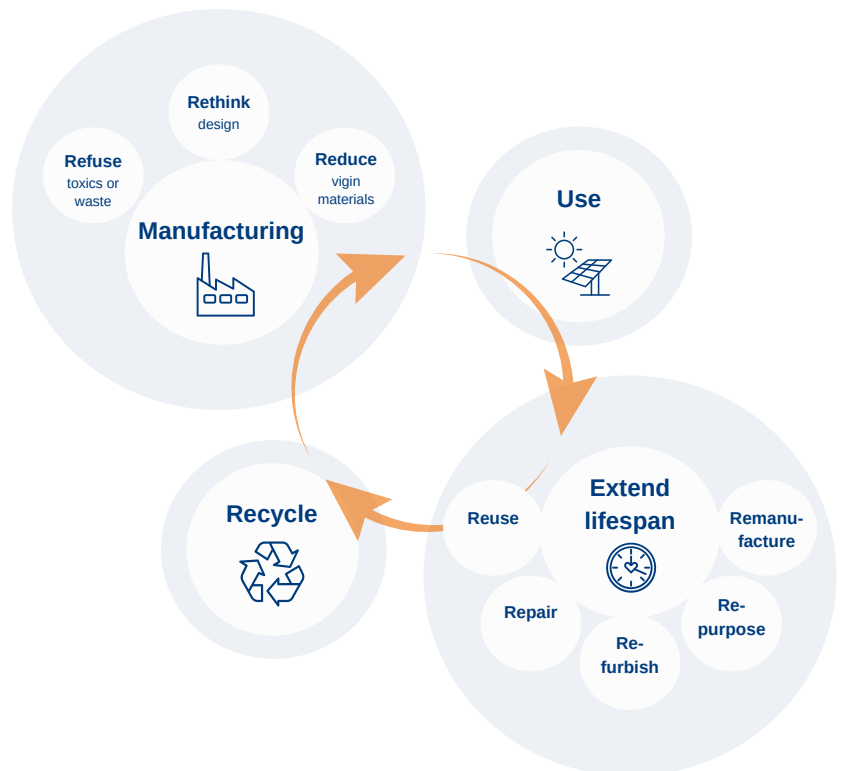 Rethink
design
Refuse
toxics or
waste
Reduce
vigin
materials
Manufacturing
Use
Extend
lifespan
Reuse
Remanu-
facture
Repair
Re-
purpose
Re-
furbish
Recycle